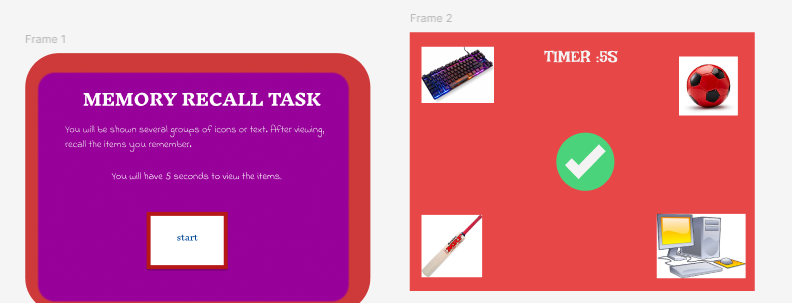 Frame 1
MEMORY RECALL TASK
You will be shown several groups of icons or text. After viewing,
recall the items you remember.
You will have 5 seconds to view the items.
start
Frame 2
TIMER :5S